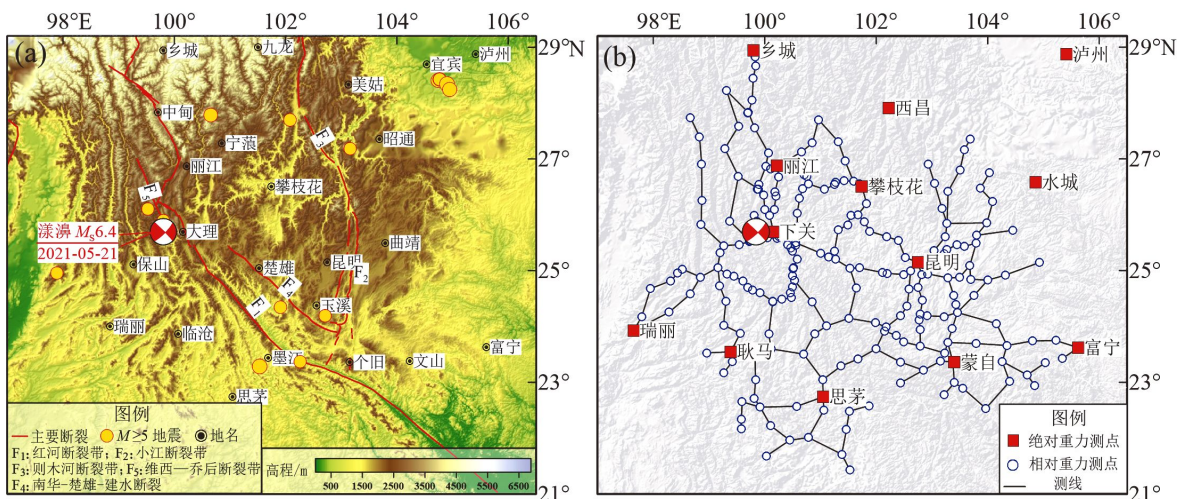 98°E 100° 102° 104° 106° 98°E 100° 102° 104° 106°
(a)
乡城
九龙
泸州
29°N
宜宾
美姑
中甸
昭通
宁蒗
F₃
27°
丽江
攀枝花
F₅
漾濞 Mₛ6.4
2021-05-21
大理
曲靖
保山
楚雄
昆明
25°
F₂
F₄
玉溪
F₁
瑞丽
临沧
富宁
墨江
个旧
文山
23°
思茅
图例
主要断裂 M≥5 地震 地名
F₁:红河断裂带; F₂:小江断裂带
F₃:则木河断裂带; F₅:维西—乔后断裂带
F₄:南华-楚雄-建水断裂
高程/m
500 1500 2500 3500 4500 5500 6500
21°
(b)
乡城
泸州
29°N
西昌
丽江
27°
攀枝花
水城
下关
昆明
25°
瑞丽
耿马
蒙自
富宁
思茅
23°
图例
绝对重力测点
相对重力测点
测线
21°